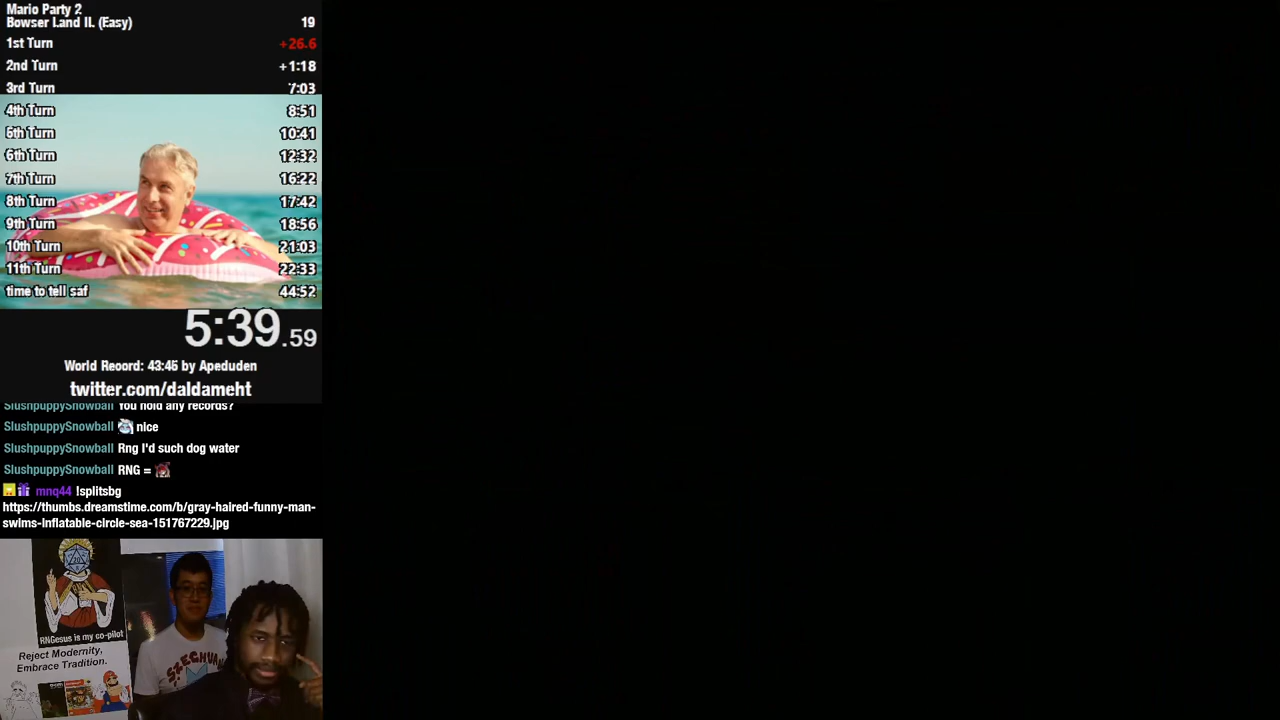 Mario Party 2
Bowser Land IL (Easy) 19
1st Turn +26.6
2nd Turn +1:18
3rd Turn 7:03
4th Turn 8:51
5th Turn 10:41
6th Turn 12:32
7th Turn 16:22
8th Turn 17:42
9th Turn 18:56
10th Turn 21:03
11th Turn 22:33
time to tell saf 44:52
5:39.59
World Record: 43:45 by Apeduden
twitter.com/daldameht
SlushpuppySnowball You hold any records?
SlushpuppySnowball nice
SlushpuppySnowball Rng I'd such dog water
SlushpuppySnowball RNG =
mnq44 !splitsbg
https://thumbs.dreamstime.com/b/gray-haired-funny-man-
swims-inflatable-circle-sea-151767229.jpg
RNGesus is my co-pilot
Reject Modernity,
Embrace Tradition.
SZECHUAN